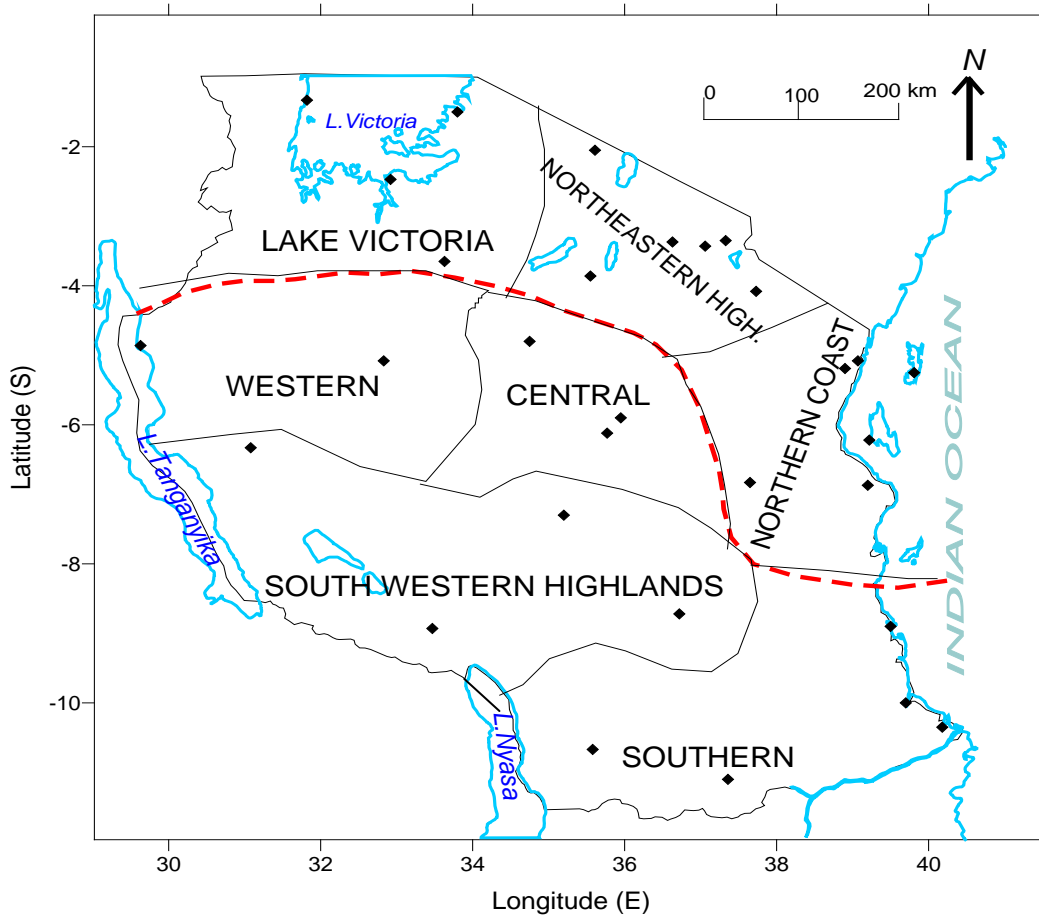 N
0 100 200 km
L.Victoria
-2
NORTHEASTERN HIGH.
LAKE VICTORIA
-4
INDIAN OCEAN
NORTHERN COAST
WESTERN
CENTRAL
Latitude (S)
-6
L.Tanganyika
-8
SOUTH WESTERN HIGHLANDS
-10
L.Nyasa
SOUTHERN
30 32 34 36 38 40
Longitude (E)